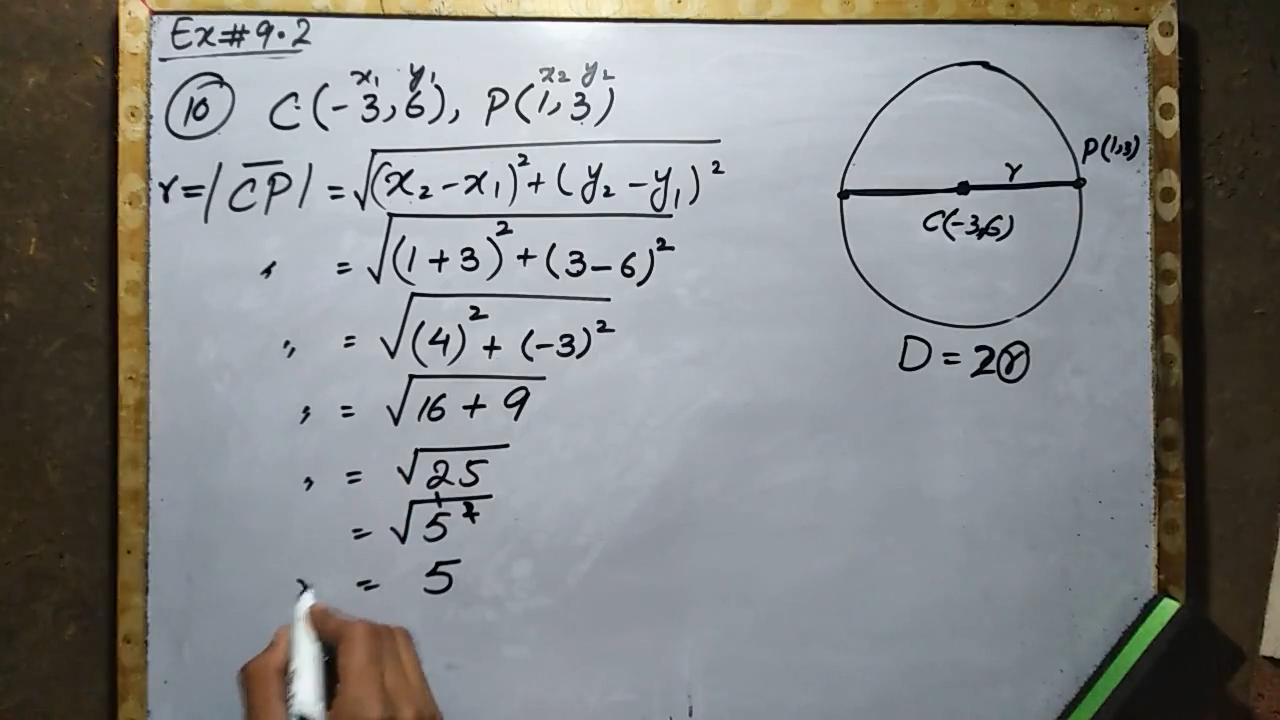 Ex#9.2
x₁ y₁ x₂ y₂
10 C(-3,6), P(1,3)
r=|CP| = √(x₂-x₁)²+(y₂-y₁)²
„ = √(1+3)²+(3-6)²
„ = √(4)²+(-3)²
„ = √16+9
„ = √25
= √5²
= 5
P(1,3)
r
C(-3,6)
D=2r